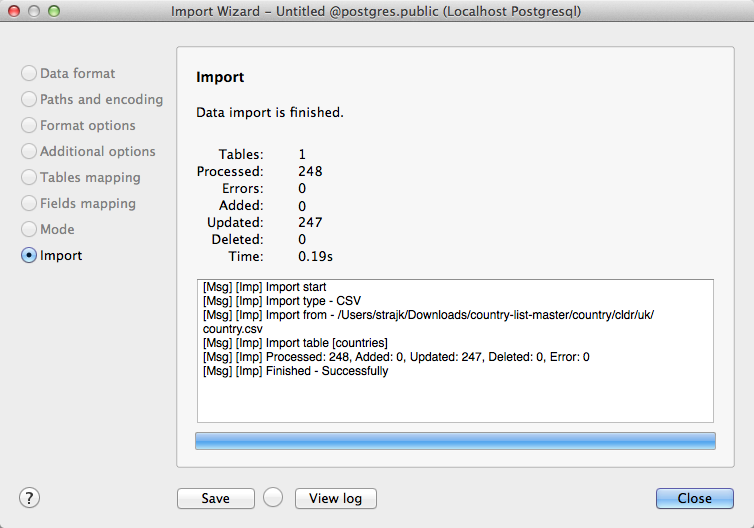 Import Wizard – Untitled @postgres.public (Localhost Postgresql)
Data format
Paths and encoding
Format options
Additional options
Tables mapping
Fields mapping
Mode
Import
Import
Data import is finished.
Tables: 1
Processed: 248
Errors: 0
Added: 0
Updated: 247
Deleted: 0
Time: 0.19s
[Msg] [Imp] Import start
[Msg] [Imp] Import type - CSV
[Msg] [Imp] Import from - /Users/strajk/Downloads/country-list-master/country/cldr/uk/
country.csv
[Msg] [Imp] Import table [countries]
[Msg] [Imp] Processed: 248, Added: 0, Updated: 247, Deleted: 0, Error: 0
[Msg] [Imp] Finished - Successfully
? Save View log Close